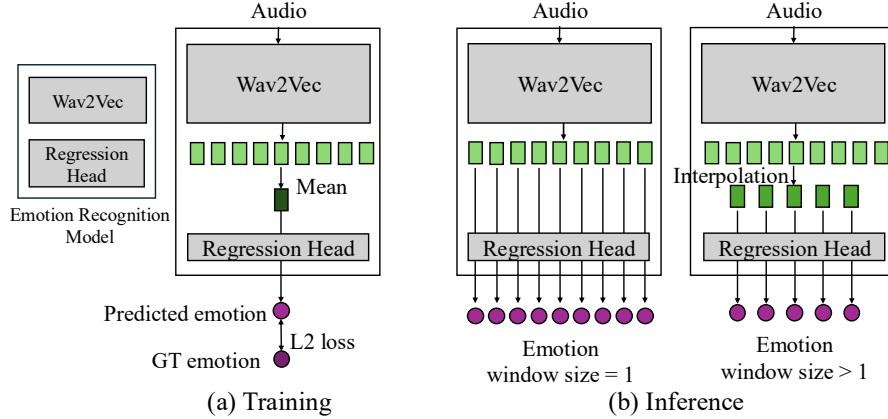 Audio
Wav2Vec
Mean
Regression Head
Predicted emotion
L2 loss
GT emotion
(a) Training
Wav2Vec
Regression
Head
Emotion Recognition
Model
Audio
Wav2Vec
Regression Head
Emotion
window size = 1
Audio
Wav2Vec
Interpolation
Regression Head
Emotion
window size > 1
(b) Inference